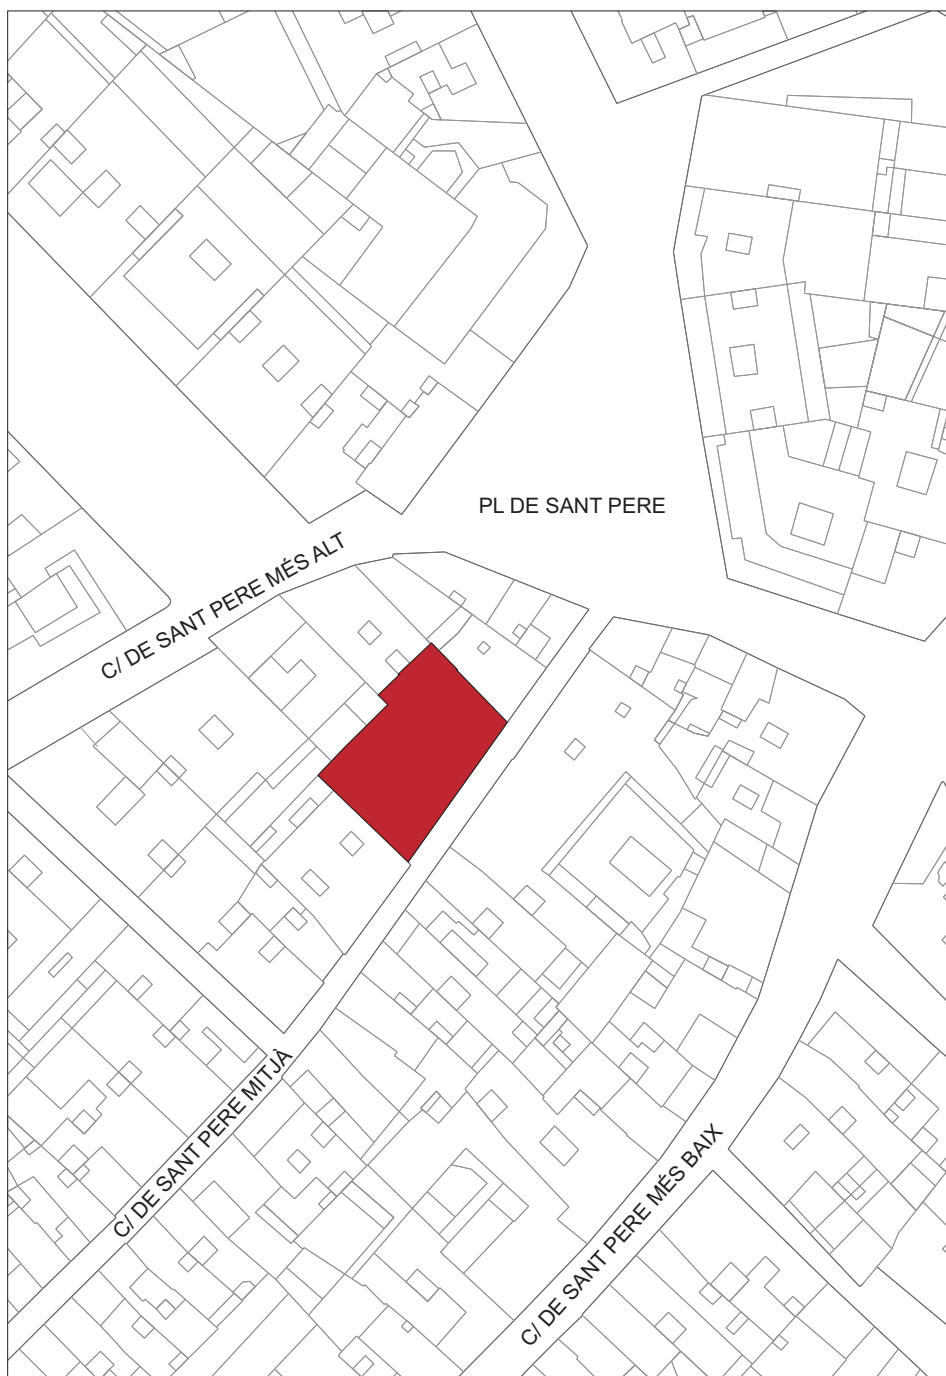 PL DE SANT PERE
C/ DE SANT PERE MÉS ALT
C/ DE SANT PERE MITJÀ
C/ DE SANT PERE MÉS BAIX